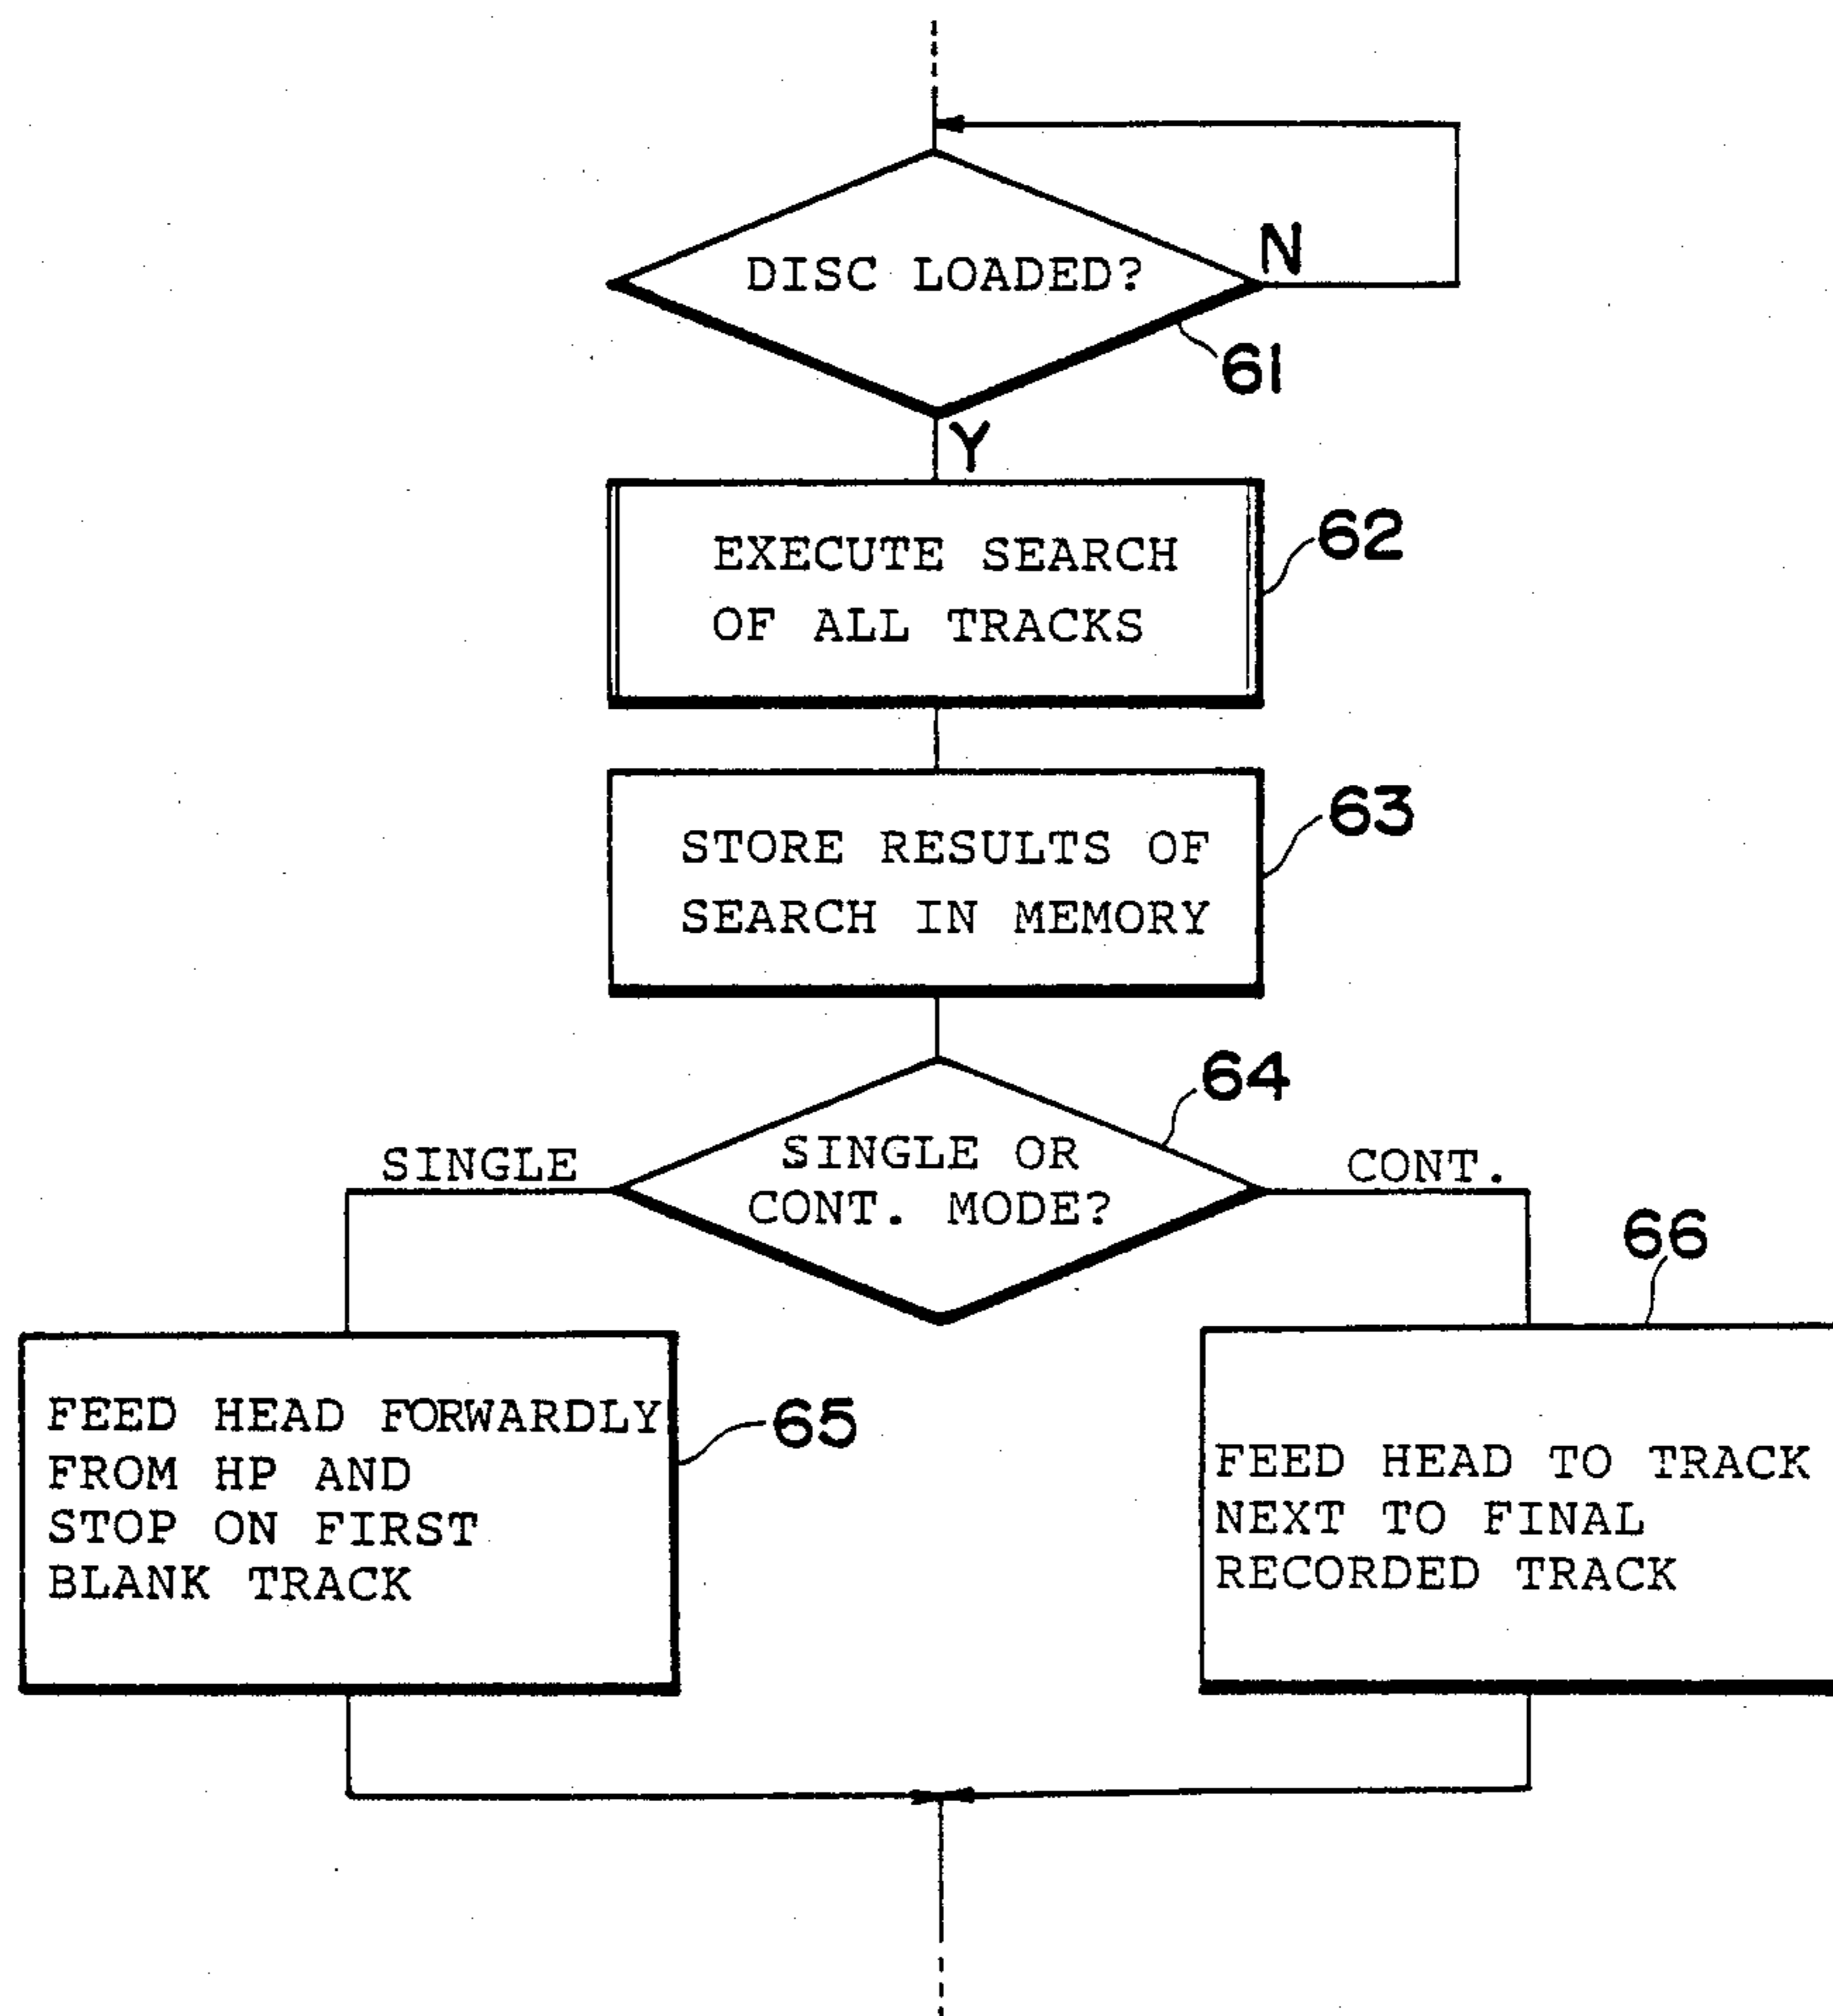 DISC LOADED?
N
61
Y
EXECUTE SEARCH
OF ALL TRACKS
62
STORE RESULTS OF
SEARCH IN MEMORY
63
64
SINGLE OR
CONT. MODE?
SINGLE
CONT.
66
FEED HEAD FORWARDLY
FROM HP AND
STOP ON FIRST
BLANK TRACK
65
FEED HEAD TO TRACK
NEXT TO FINAL
RECORDED TRACK